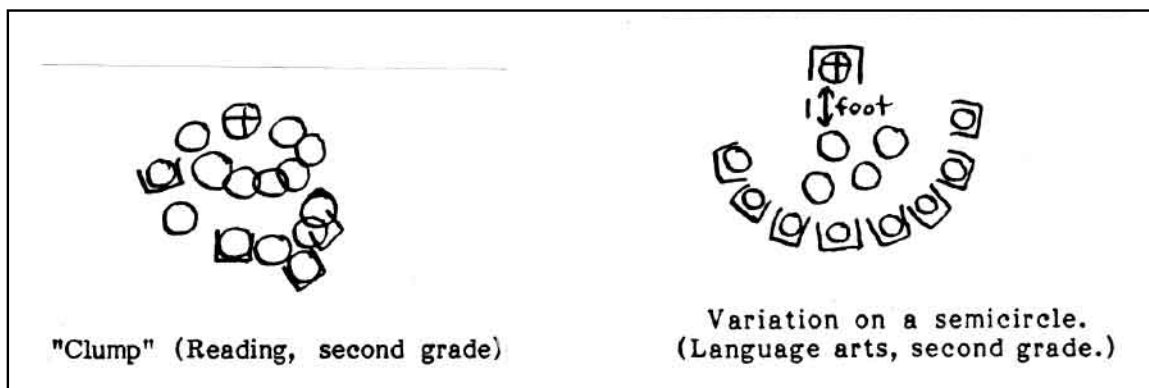 1 foot
"Clump" (Reading, second grade)
Variation on a semicircle.
(Language arts, second grade.)